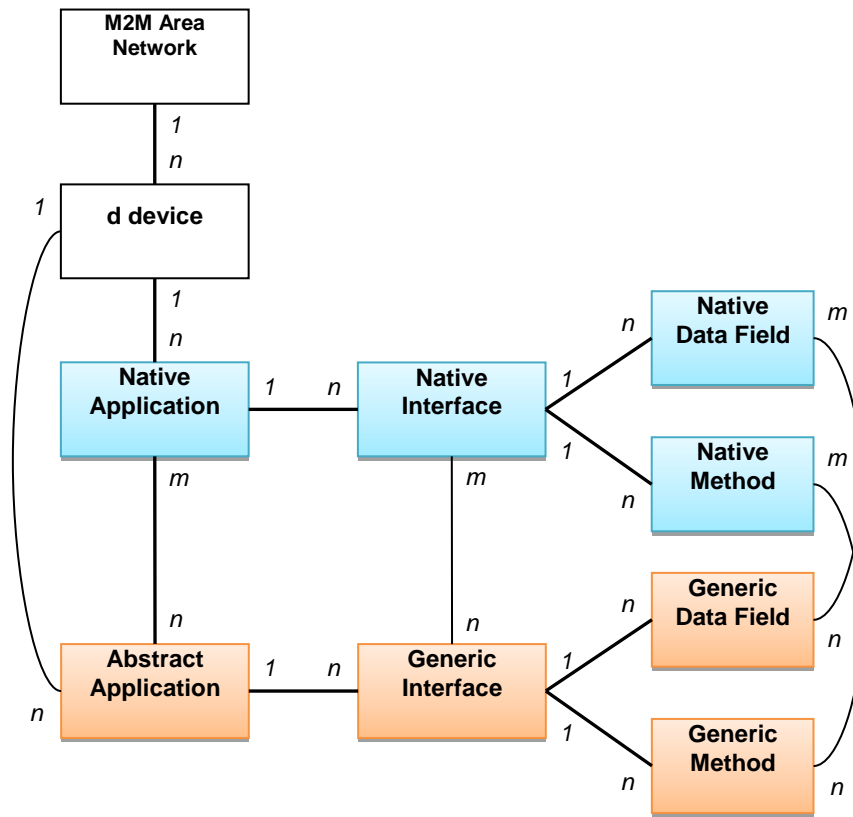 M2M Area
Network
1
n
1
d device
1
n
Native
Data Field
n
m
Native
Application
1
n
Native
Interface
1
1
n
Native
Method
m
m
m
n
n
n
Generic
Data Field
n
Abstract
Application
1
n
Generic
Interface
1
1
n
n
Generic
Method
n